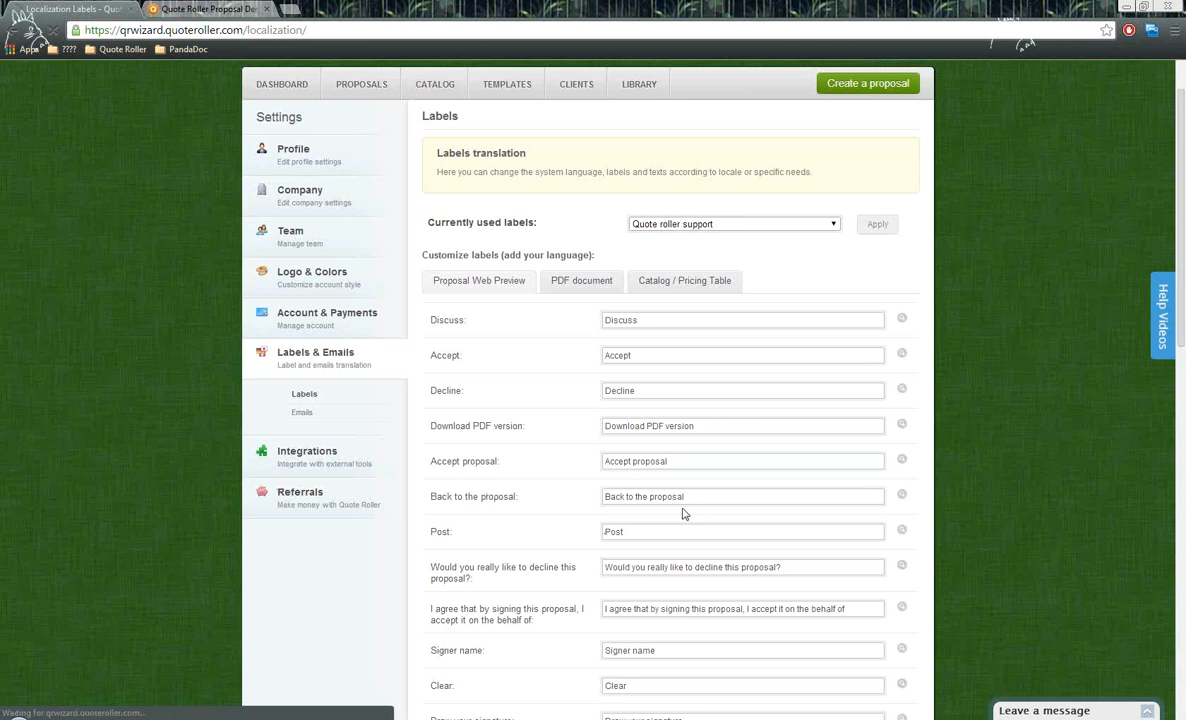 Localization Labels - Quot
Quote Roller Proposal De
https://qrwizard.quoteroller.com/localization/
Apps
????
Quote Roller
PandaDoc
DASHBOARD
PROPOSALS
CATALOG
TEMPLATES
CLIENTS
LIBRARY
Create a proposal
Settings
Profile
Edit profile settings
Company
Edit company settings
Team
Manage team
Logo & Colors
Customize account style
Account & Payments
Manage account
Labels & Emails
Label and emails translation
Labels
Emails
Integrations
Integrate with external tools
Referrals
Make money with Quote Roller
Labels
Labels translation
Here you can change the system language, labels and texts according to locale or specific needs.
Currently used labels:
Quote roller support
Apply
Customize labels (add your language):
Proposal Web Preview
PDF document
Catalog / Pricing Table
Discuss:
Discuss
Accept:
Accept
Decline:
Decline
Download PDF version:
Download PDF version
Accept proposal:
Accept proposal
Back to the proposal:
Back to the proposal
Post:
Post
Would you really like to decline this
proposal?:
Would you really like to decline this proposal?
I agree that by signing this proposal, I
accept it on the behalf of:
I agree that by signing this proposal, I accept it on the behalf of
Signer name:
Signer name
Clear:
Clear
Draw your signature:
Draw your signature
Help Videos
Waiting for qrwizard.quoteroller.com...
Leave a message